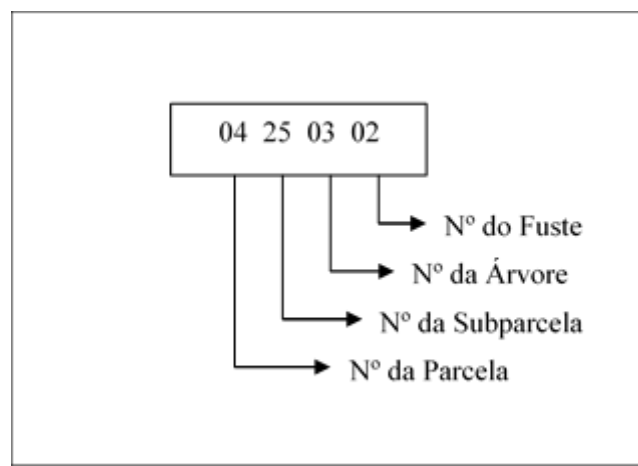 04 25 03 02
Nº do Fuste
Nº da Árvore
Nº da Subparcela
Nº da Parcela